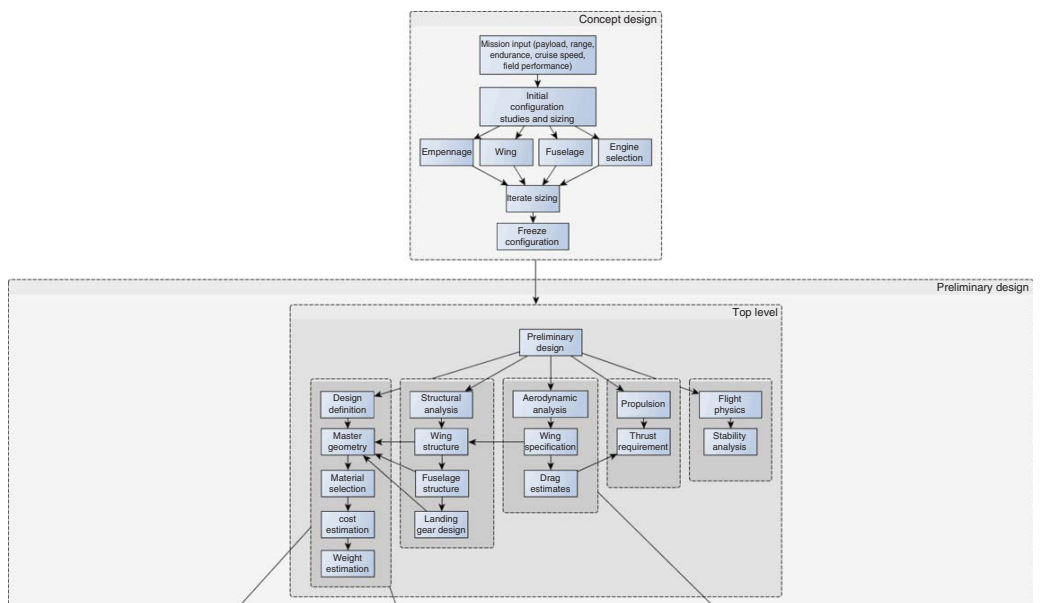 Concept design
Mission input (payload, range,
endurance, cruise speed,
field performance)
Initial
configuration
studies and sizing
Empennage
Wing
Fuselage
Engine
selection
Iterate sizing
Freeze
configuration
Preliminary design
Top level
Preliminary
design
Design
definition
Structural
analysis
Aerodynamic
analysis
Propulsion
Flight
physics
Master
geometry
Wing
structure
Wing
specification
Thrust
requirement
Stability
analysis
Material
selection
Fuselage
structure
Drag
estimates
cost
estimation
Landing
gear design
Weight
estimation